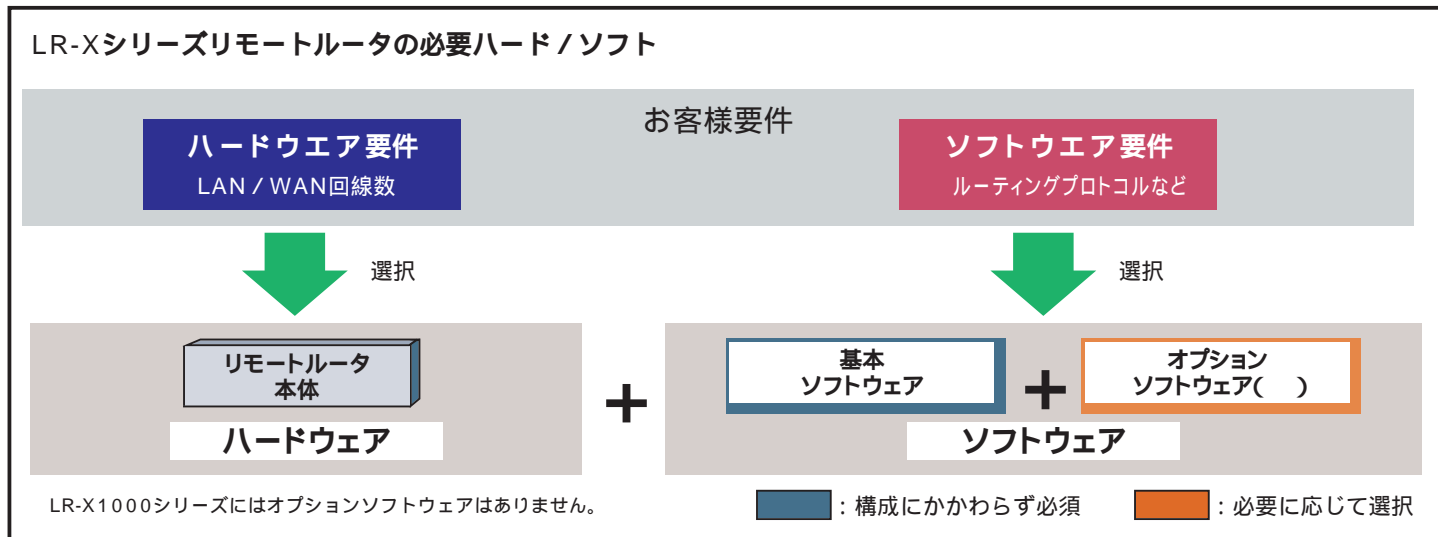 LR-Xシリーズリモートルータの必要ハード／ソフト
お客様要件
ハードウエア要件
LAN／WAN回線数
ソフトウエア要件
ルーティングプロトコルなど
選択
選択
リモートルータ
本体
ハードウェア
+
基本
ソフトウェア
+
オプション
ソフトウェア(　)
ソフトウェア
LR-X1000シリーズにはオプションソフトウェアはありません。
：構成にかかわらず必須
：必要に応じて選択